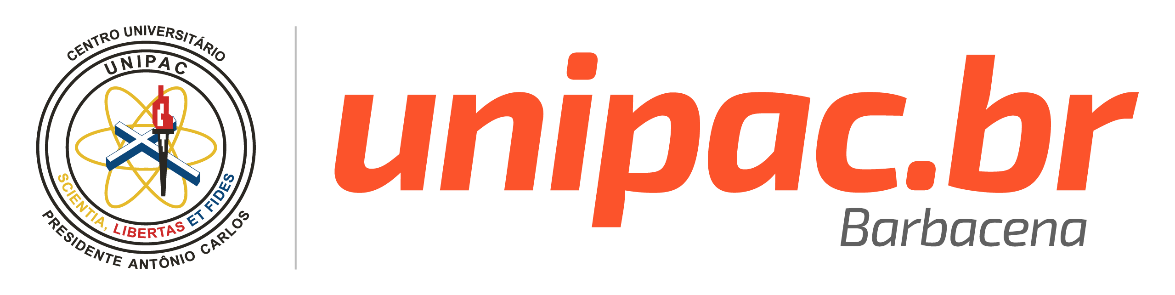 CENTRO UNIVERSITÁRIO
UNIPAC
SCIENTIA, LIBERTAS ET FIDES
PRESIDENTE ANTÔNIO CARLOS
unipac.br
Barbacena